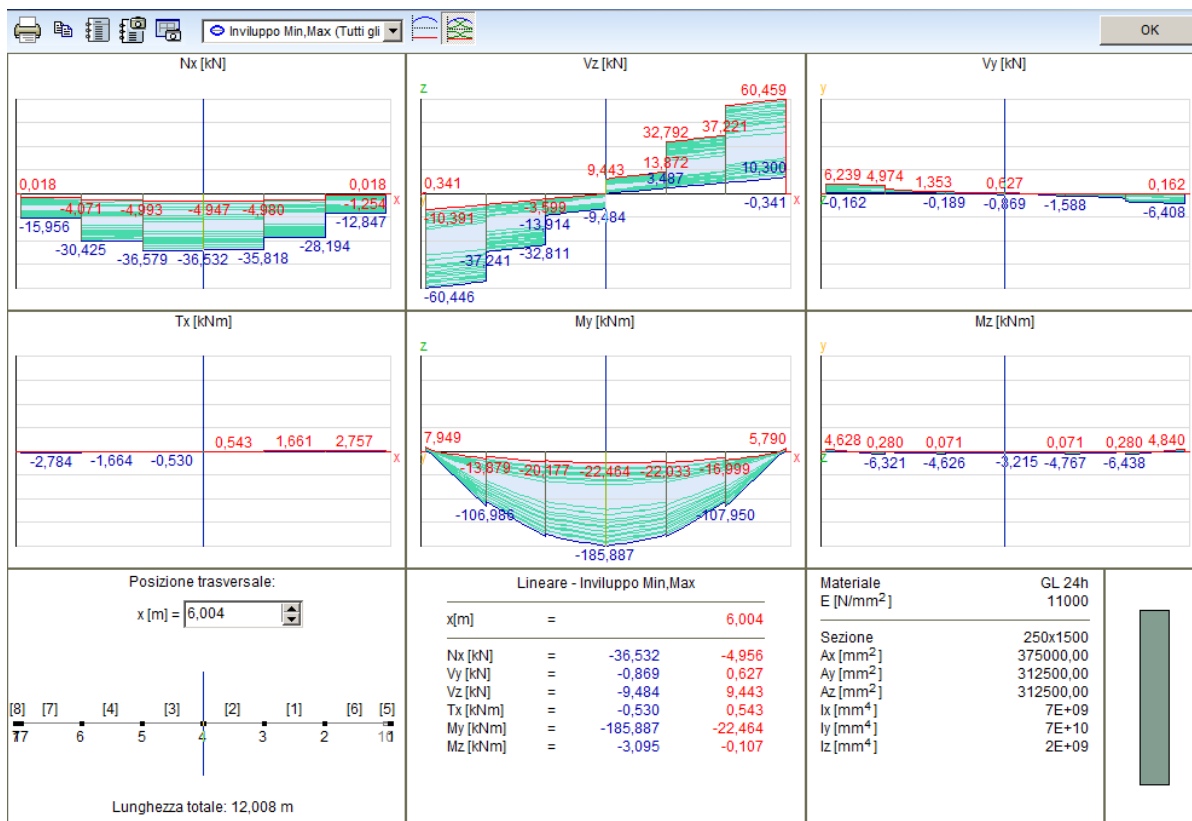 Inviluppo Min,Max (Tutti gli
OK
Nx [kN]
0,018
0,018
-4,071
-4,993
-4,947
-4,980
-1,254
x
-15,956
-12,847
-30,425
-28,194
-36,579
-36,532
-35,818
Vz [kN]
z
60,459
32,792
37,221
9,443
13,872
10,300
3,487
0,341
x
-0,341
-10,391
-3,599
-9,484
-13,914
-37,241
-32,811
-60,446
Vy [kN]
y
6,239
4,974
1,353
0,627
0,162
x
-0,162
-0,189
-0,869
-1,588
-6,408
Tx [kNm]
0,543
1,661
2,757
x
-2,784
-1,664
-0,530
My [kNm]
z
7,949
5,790
y
x
-13,879
-20,177
-22,464
-22,033
-16,999
-106,986
-107,950
-185,887
Mz [kNm]
y
4,628
0,280
0,071
0,071
0,280
4,840
z
x
-6,321
-4,626
-3,215
-4,767
-6,438
Posizione trasversale:
x [m] = 6,004
[8] [7] [4] [3] [2] [1] [6] [5]
6 5 4 3 2
Lunghezza totale: 12,008 m
Lineare - Inviluppo Min,Max
x[m] = 6,004
Nx [kN] = -36,532 -4,956
Vy [kN] = -0,869 0,627
Vz [kN] = -9,484 9,443
Tx [kNm] = -0,530 0,543
My [kNm] = -185,887 -22,464
Mz [kNm] = -3,095 -0,107
Materiale GL 24h
E [N/mm²] 11000
Sezione 250x1500
Ax [mm²] 375000,00
Ay [mm²] 312500,00
Az [mm²] 312500,00
Ix [mm⁴] 7E+09
Iy [mm⁴] 7E+10
Iz [mm⁴] 2E+09